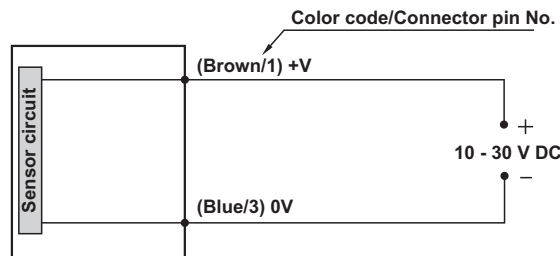 Color code/Connector pin No.
(Brown/1) +V
Sensor circuit
+
10 - 30 V DC
−
(Blue/3) 0V